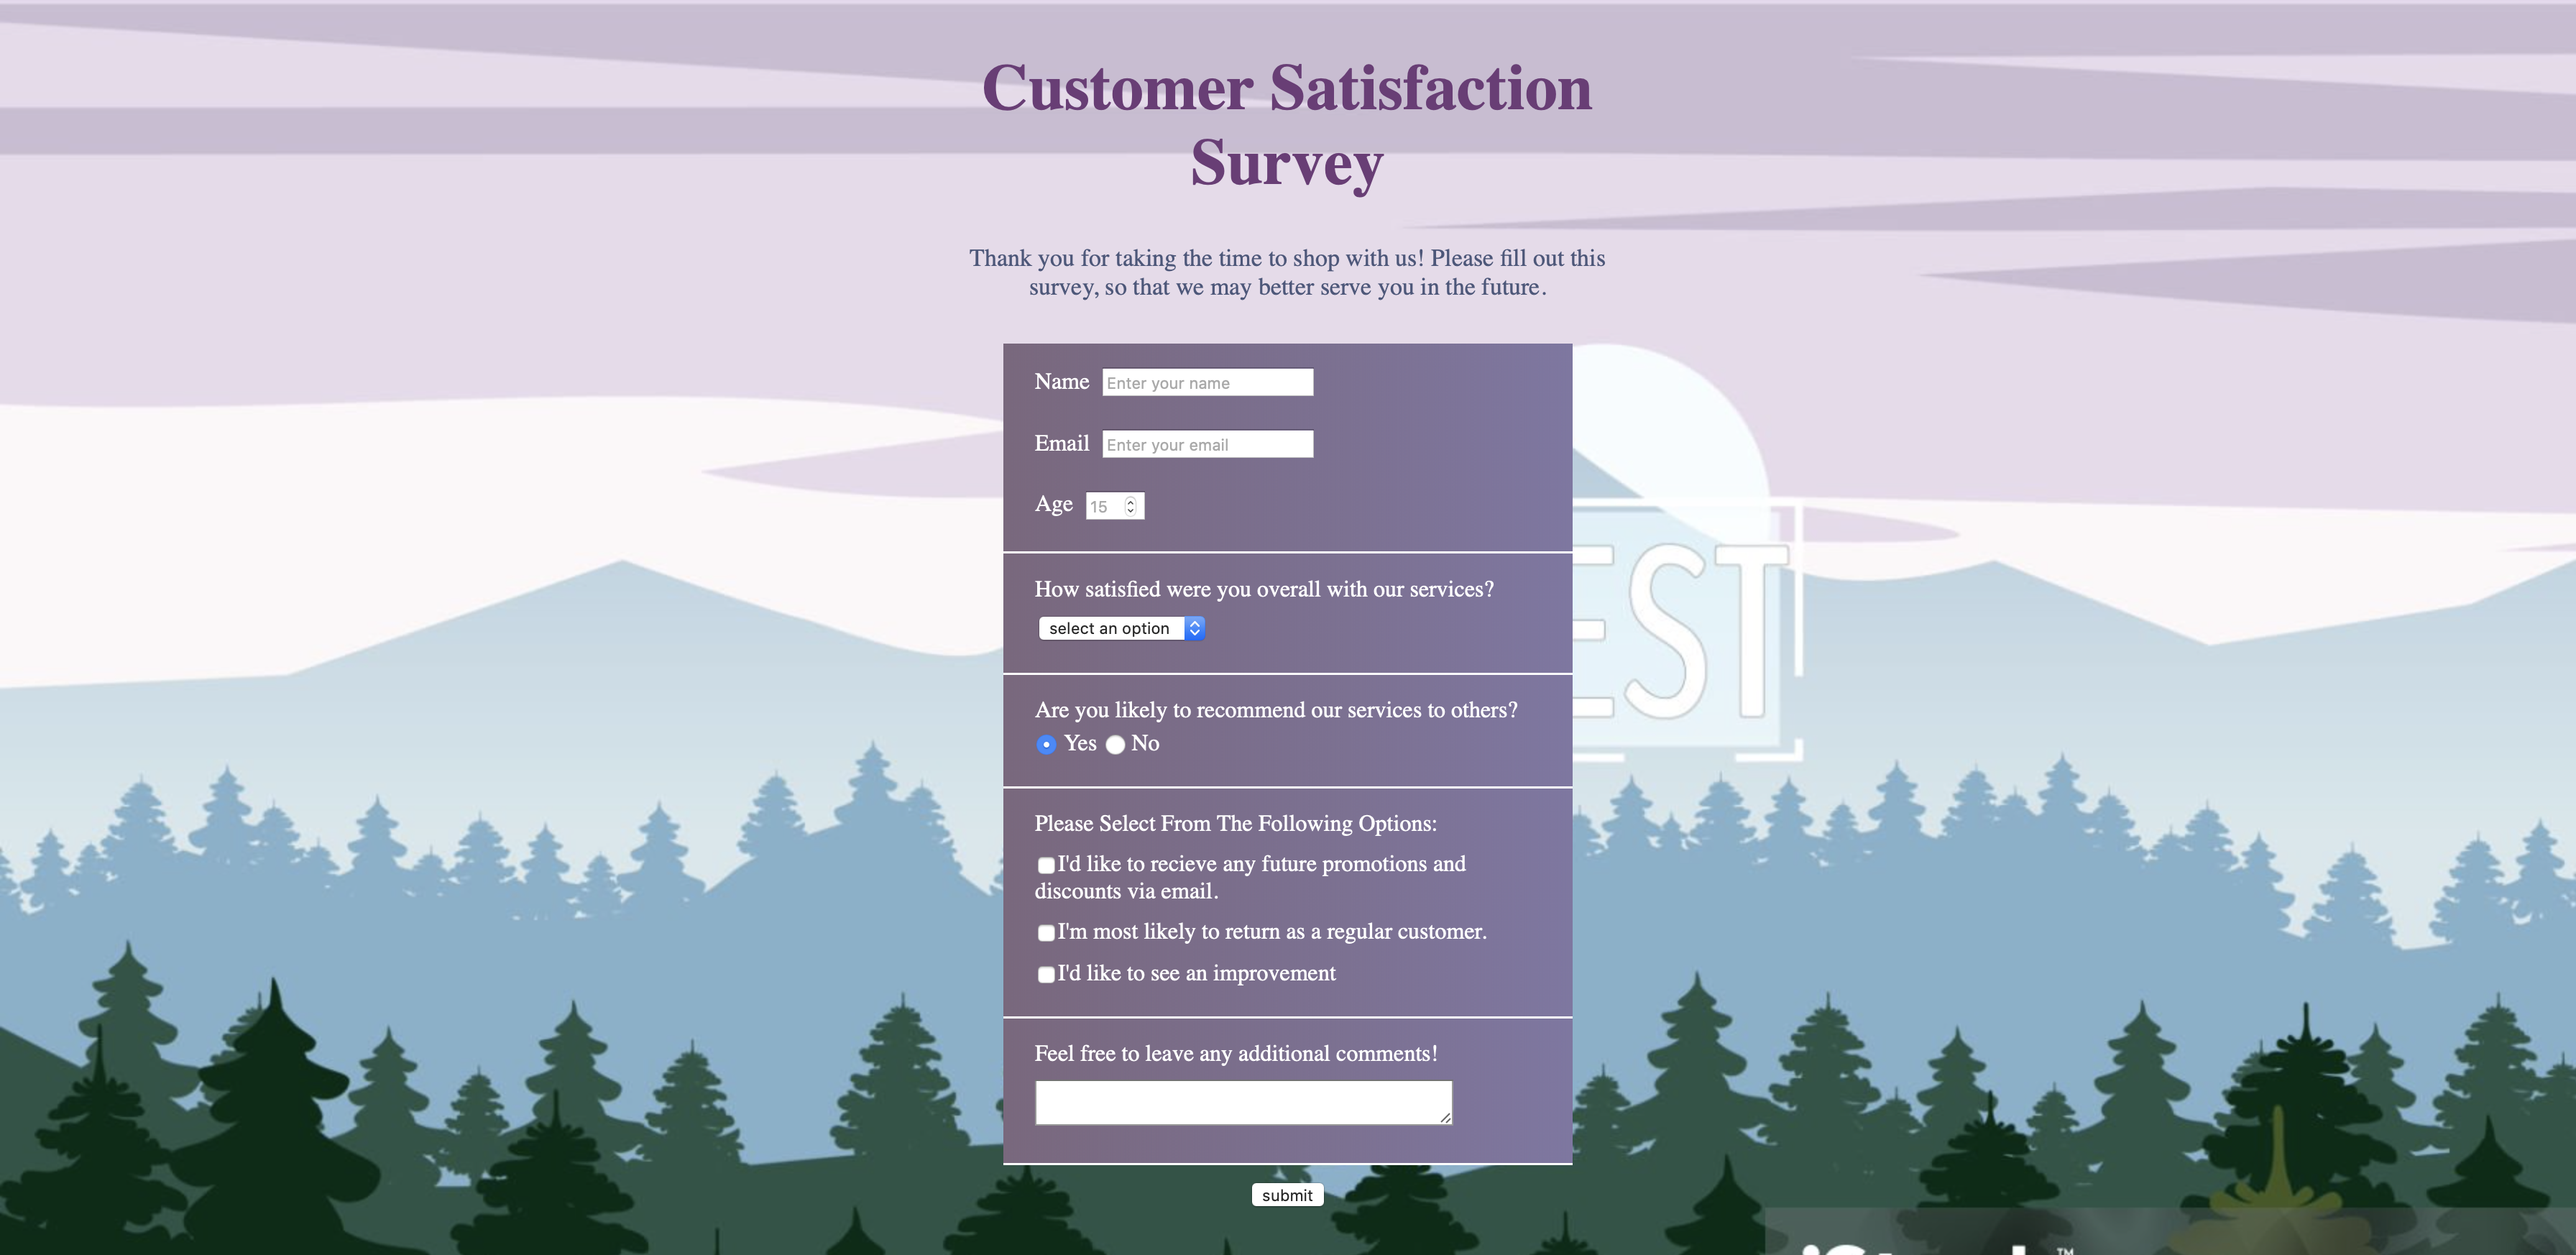 Customer Satisfaction
Survey
Thank you for taking the time to shop with us! Please fill out this
survey, so that we may better serve you in the future.
Name Enter your name
Email Enter your email
Age 15
EST
How satisfied were you overall with our services?
select an option
Are you likely to recommend our services to others?
Yes No
Please Select From The Following Options:
I'd like to recieve any future promotions and
discounts via email.
I'm most likely to return as a regular customer.
I'd like to see an improvement
Feel free to leave any additional comments!
submit